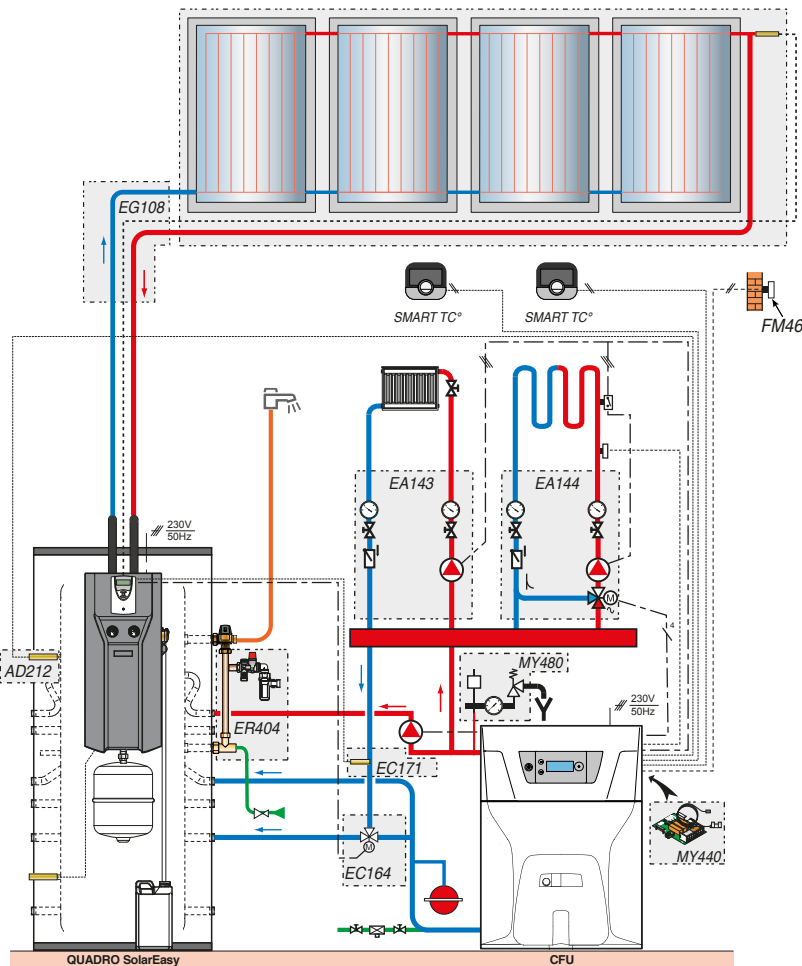 EG108
SMART TC°
SMART TC°
FM46
EA143
EA144
230V
50Hz
M
4
AD212
MY480
230V
50Hz
ER404
EC171
M
EC164
MY440
QUADRO SolarEasy
CFU